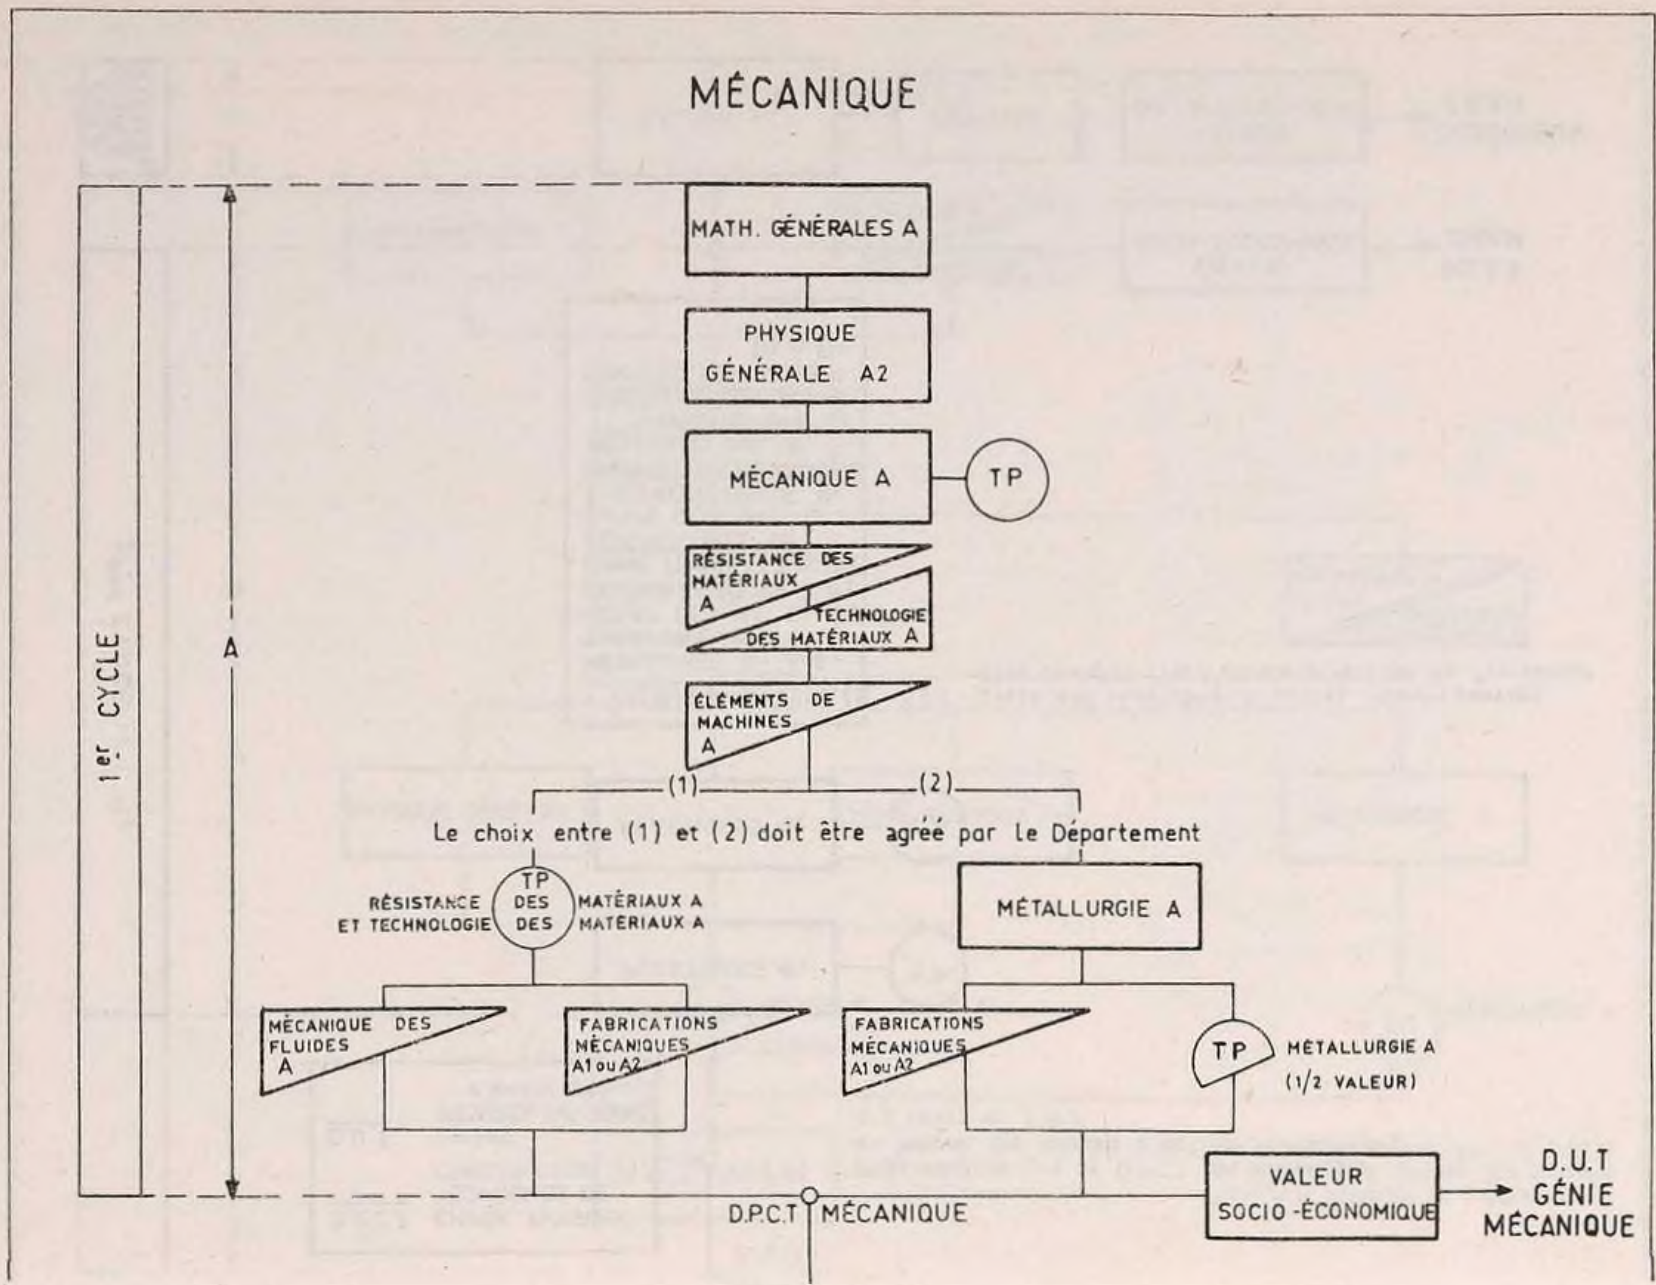 MÉCANIQUE
MATH. GÉNÉRALES A
PHYSIQUE
GÉNÉRALE A2
MÉCANIQUE A
TP
RÉSISTANCE DES
MATÉRIAUX
A
TECHNOLOGIE
DES MATÉRIAUX A
ÉLÉMENTS DE
MACHINES
A
1er CYCLE
A
(1)
(2)
Le choix entre (1) et (2) doit être agréé par le Département
TP
RÉSISTANCE DES MATÉRIAUX A
ET TECHNOLOGIE DES MATÉRIAUX A
MÉTALLURGIE A
MÉCANIQUE DES
FLUIDES
A
FABRICATIONS
MÉCANIQUES
A1 ou A2
FABRICATIONS
MÉCANIQUES
A1 ou A2
TP
MÉTALLURGIE A
(1/2 VALEUR)
D.P.C.T MÉCANIQUE
VALEUR
SOCIO-ÉCONOMIQUE
D.U.T
GÉNIE
MÉCANIQUE